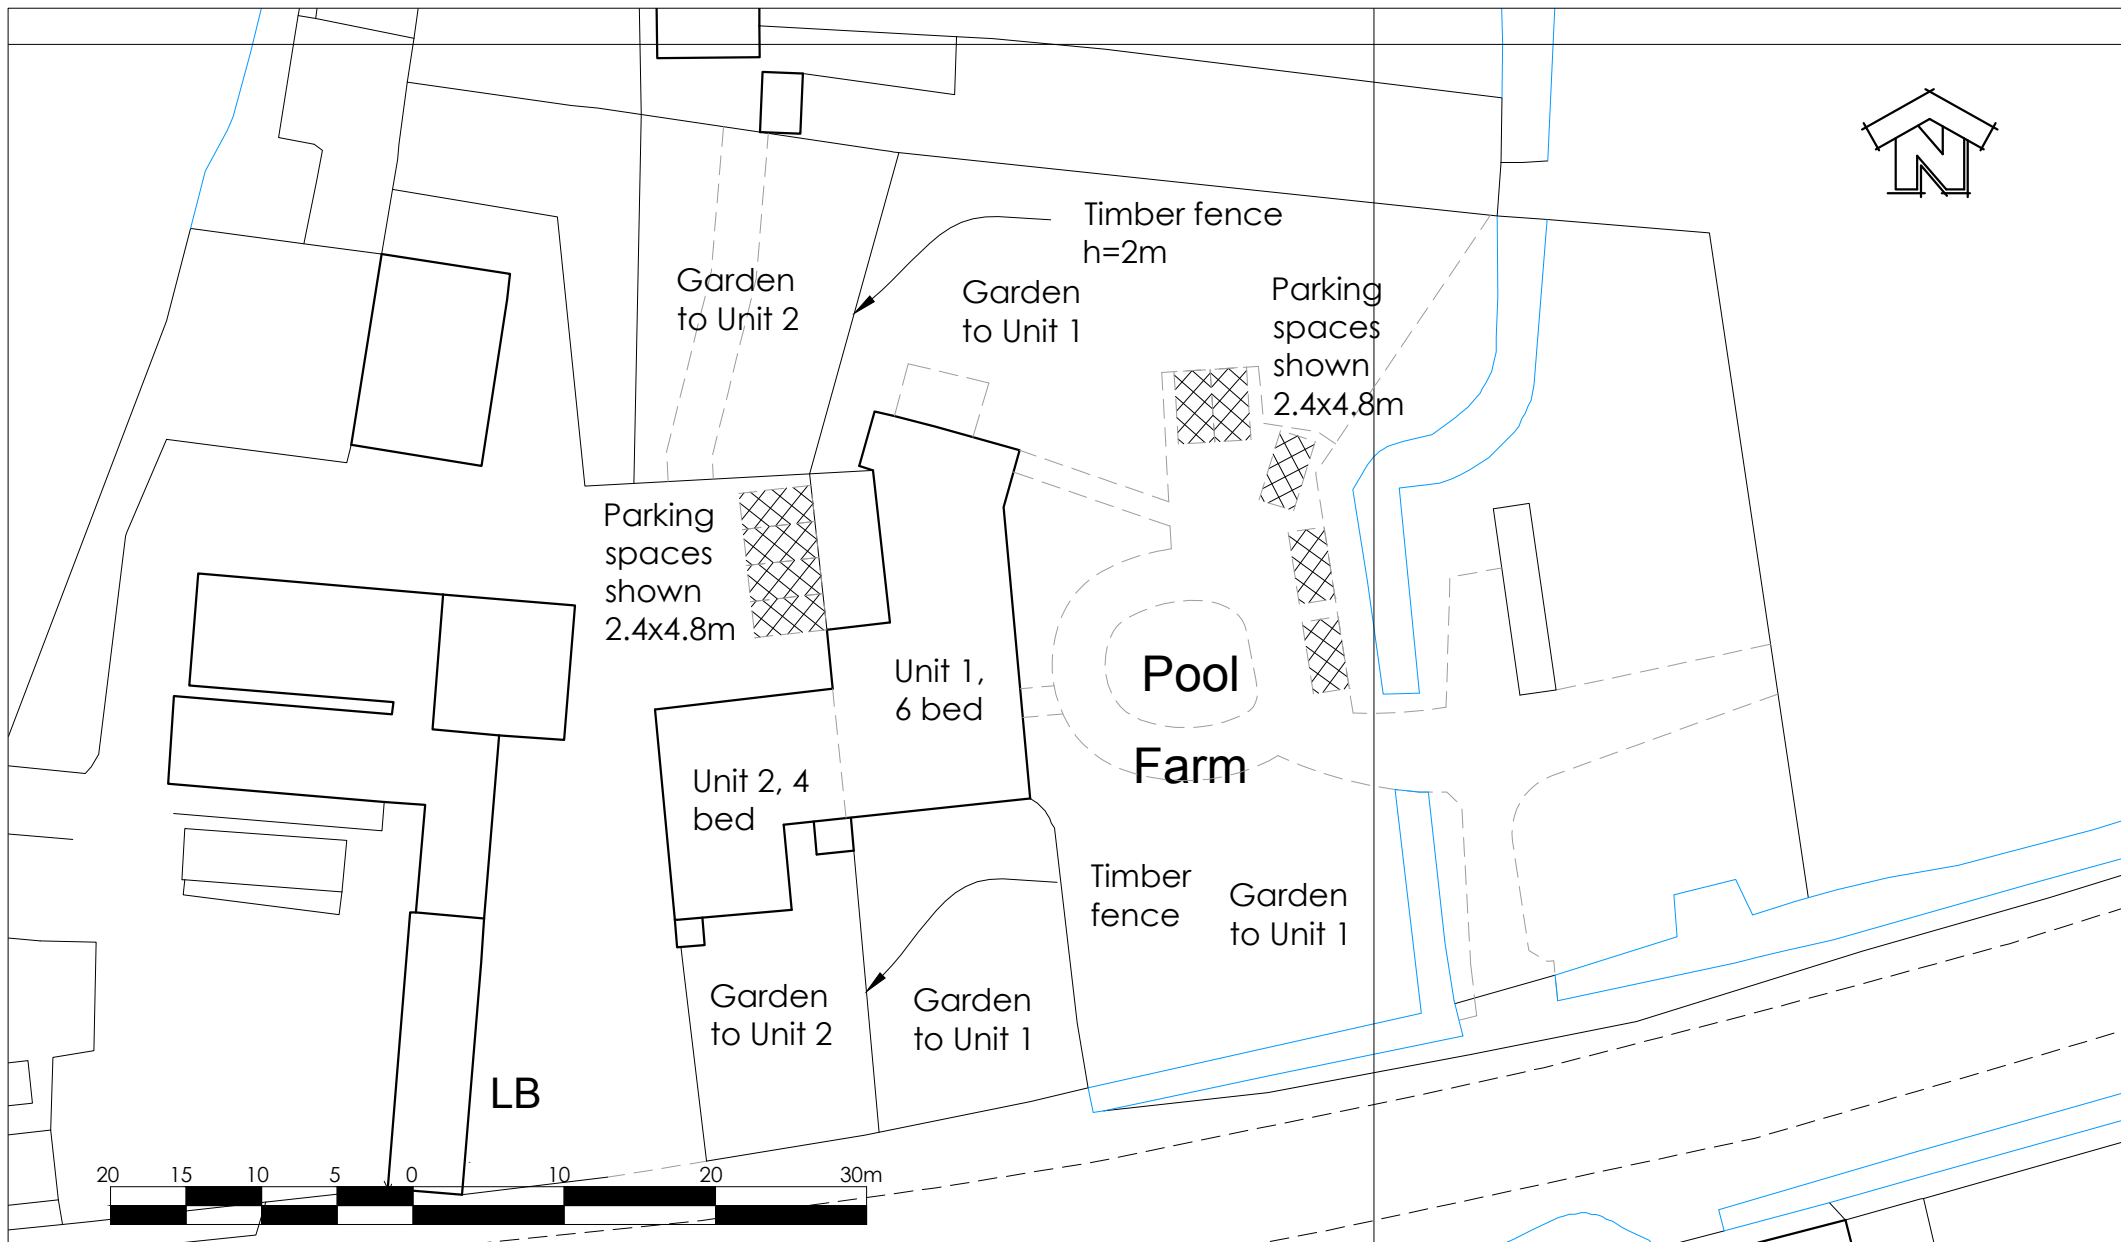 N
Timber fence
h=2m
Garden
to Unit 2
Garden
to Unit 1
Parking
spaces
shown
2.4x4.8m
Parking
spaces
shown
2.4x4.8m
Unit 1,
6 bed
Pool
Farm
Unit 2, 4
bed
Timber
fence
Garden
to Unit 1
Garden
to Unit 2
Garden
to Unit 1
LB
20 15 10 5 0 10 20 30m